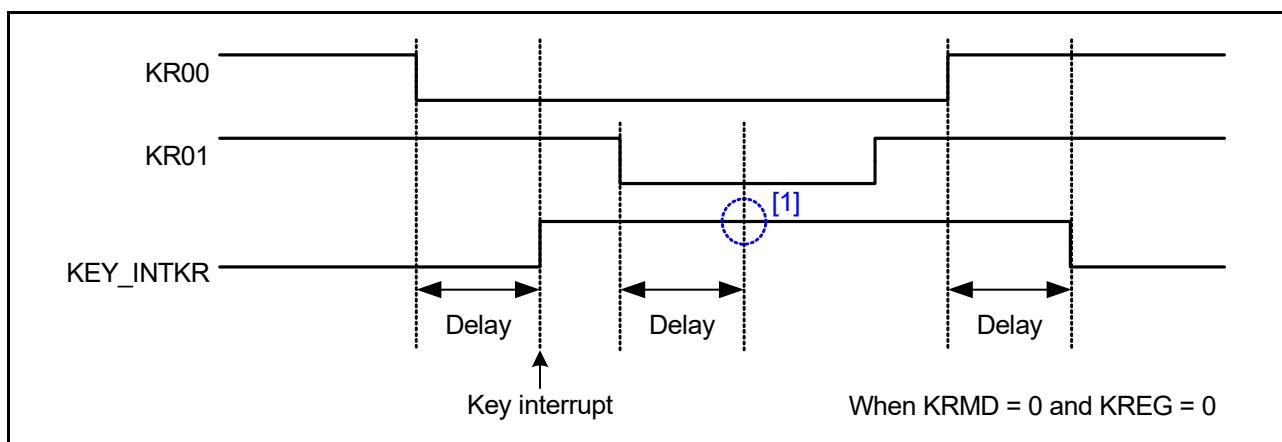 KR00
KR01
[1]
KEY_INTKR
Delay Delay Delay
Key interrupt When KRMD = 0 and KREG = 0